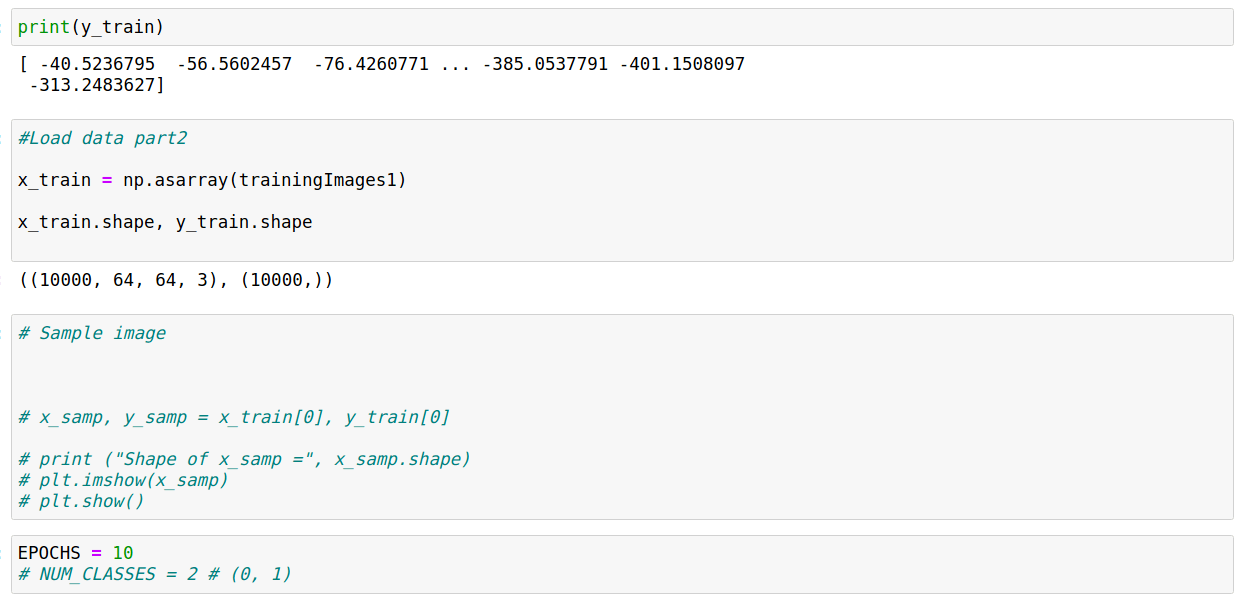 print(y_train)
[ -40.5236795  -56.5602457  -76.4260771 ... -385.0537791 -401.1508097
 -313.2483627]
#Load data part2
x_train = np.asarray(trainingImages1)
x_train.shape, y_train.shape
((10000, 64, 64, 3), (10000,))
# Sample image
# x_samp, y_samp = x_train[0], y_train[0]
# print ("Shape of x_samp =", x_samp.shape)
# plt.imshow(x_samp)
# plt.show()
EPOCHS = 10
# NUM_CLASSES = 2 # (0, 1)